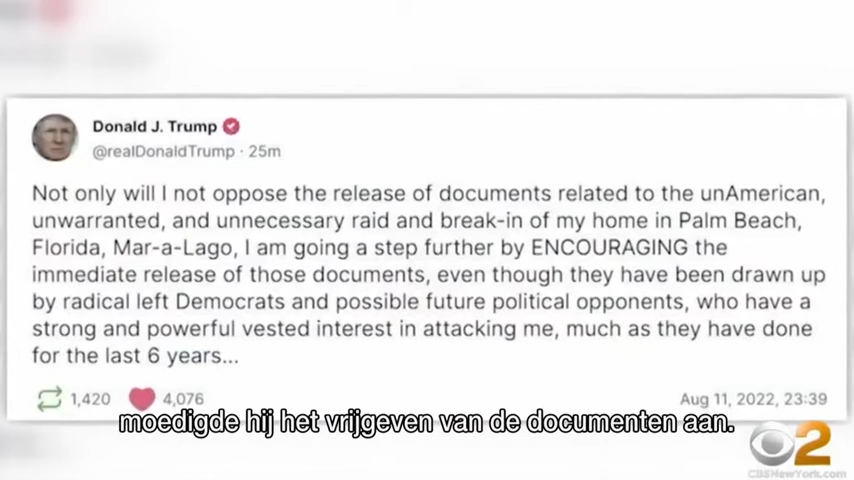 Donald J. Trump
@realDonaldTrump · 25m
Not only will I not oppose the release of documents related to the unAmerican,
unwarranted, and unnecessary raid and break-in of my home in Palm Beach,
Florida, Mar-a-Lago, I am going a step further by ENCOURAGING the
immediate release of those documents, even though they have been drawn up
by radical left Democrats and possible future political opponents, who have a
strong and powerful vested interest in attacking me, much as they have done
for the last 6 years...
1,420 4,076 Aug 11, 2022, 23:39
moedigde hij het vrijgeven van de documenten aan.
2
CBSNewYork.com